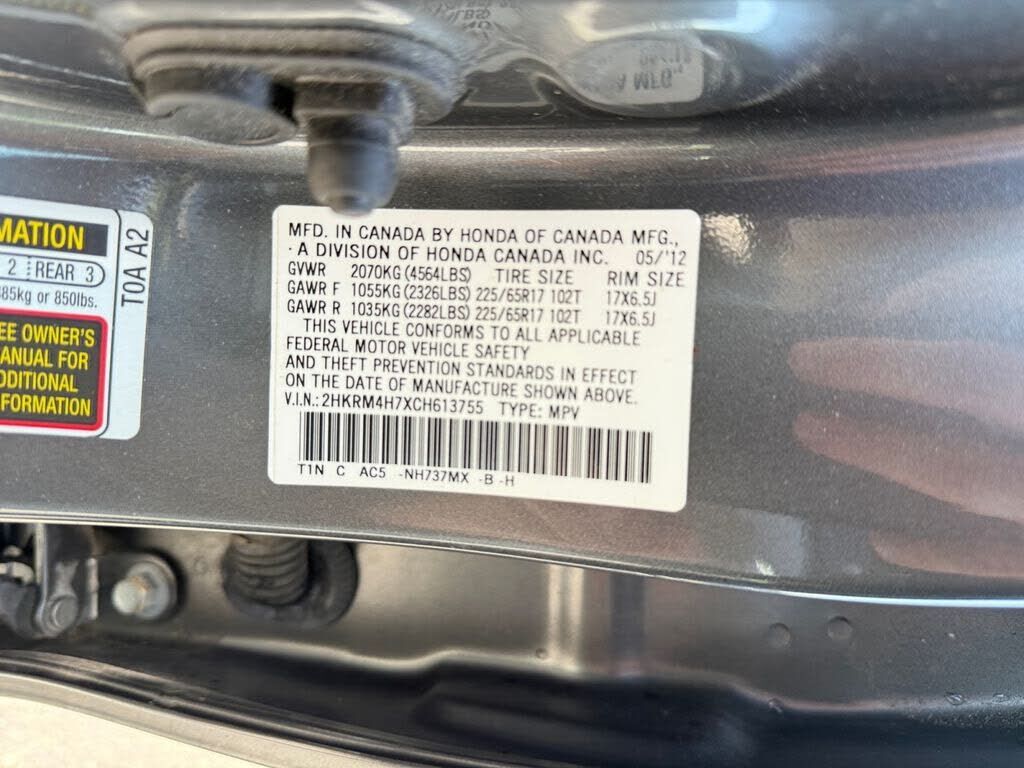 MATION
2 REAR 3
485kg or 850lbs.
EE OWNER'S
ANUAL FOR
DDITIONAL
FORMATION
T0A A2
MFD. IN CANADA BY HONDA OF CANADA MFG.,
A DIVISION OF HONDA CANADA INC. 05/'12
GVWR 2070KG (4564LBS) TIRE SIZE RIM SIZE
GAWR F 1055KG (2326LBS) 225/65R17 102T 17X6.5J
GAWR R 1035KG (2282LBS) 225/65R17 102T 17X6.5J
THIS VEHICLE CONFORMS TO ALL APPLICABLE
FEDERAL MOTOR VEHICLE SAFETY
AND THEFT PREVENTION STANDARDS IN EFFECT
ON THE DATE OF MANUFACTURE SHOWN ABOVE.
V.I.N.: 2HKRM4H7XCH613755 TYPE: MPV
T1N C AC5 -NH737MX -B -H